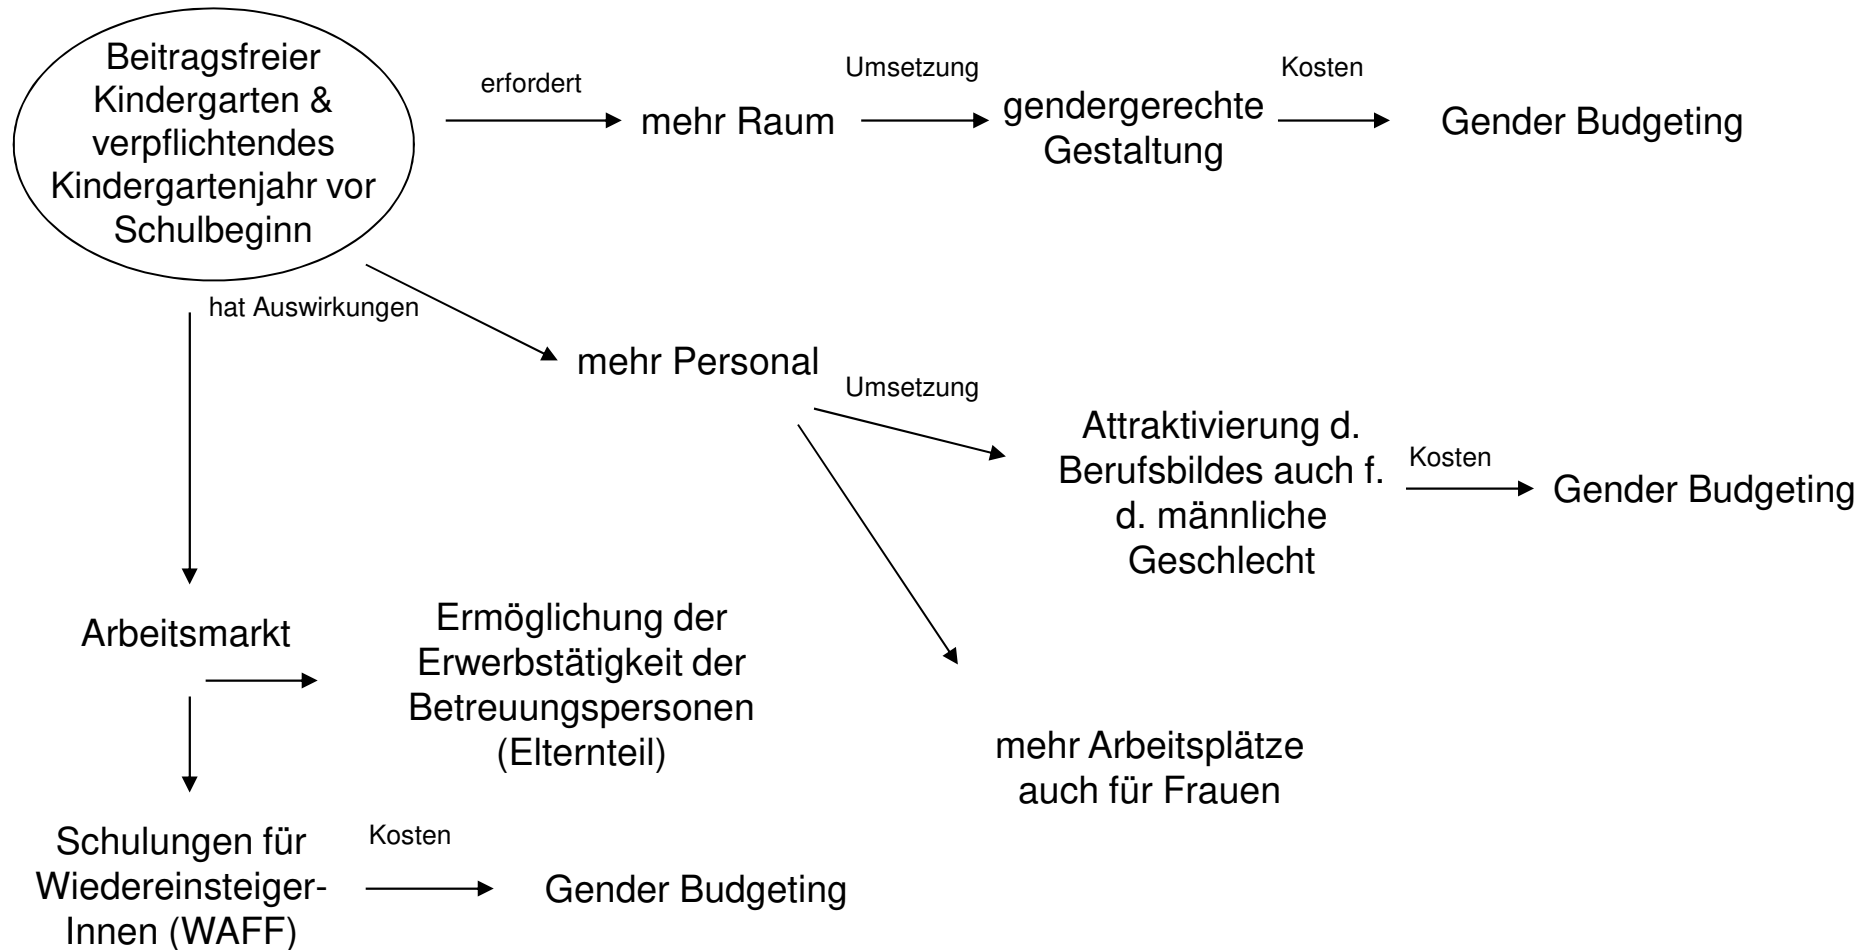 Beitragsfreier
Kindergarten &
verpflichtendes
Kindergartenjahr vor
Schulbeginn
erfordert
mehr Raum
Umsetzung
gendergerechte
Gestaltung
Kosten
Gender Budgeting
hat Auswirkungen
mehr Personal
Umsetzung
Attraktivierung d.
Berufsbildes auch f.
d. männliche
Geschlecht
Kosten
Gender Budgeting
Arbeitsmarkt
Ermöglichung der
Erwerbstätigkeit der
Betreuungspersonen
(Elternteil)
mehr Arbeitsplätze
auch für Frauen
Schulungen für
Wiedereinsteiger-
Innen (WAFF)
Kosten
Gender Budgeting